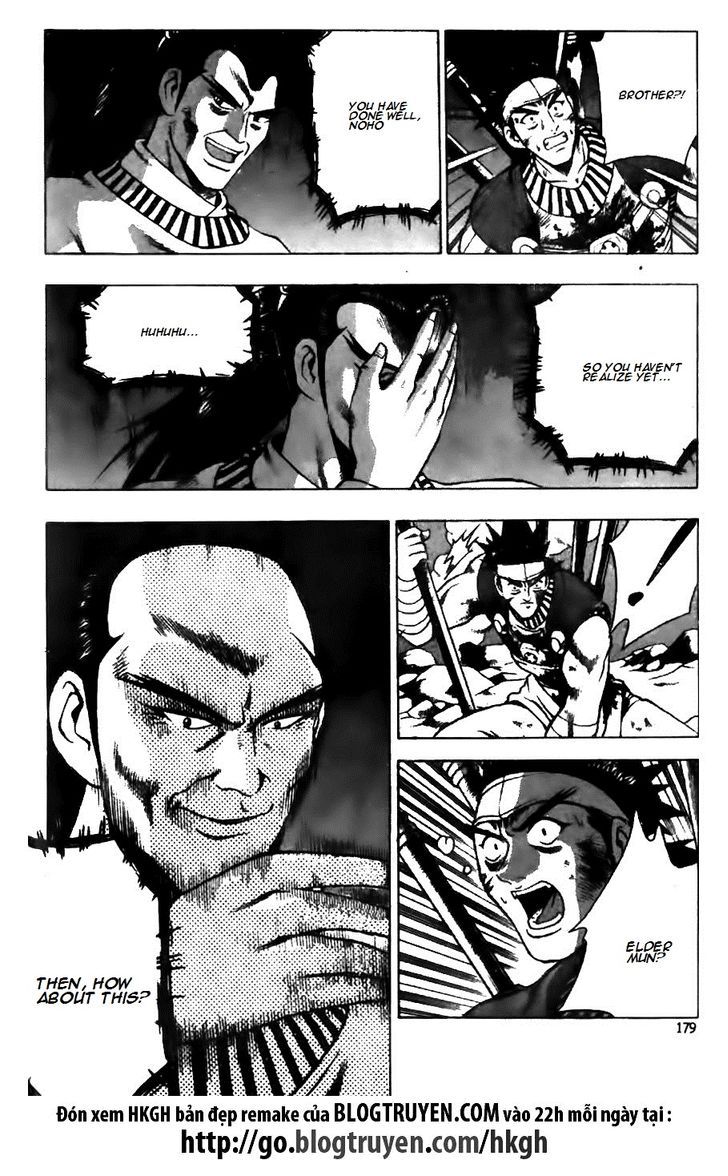 YOU HAVE
DONE WELL,
NOHO
BROTHER?!
HUHUHU...
SO YOU HAVEN'T
REALIZE YET...
THEN, HOW
ABOUT THIS?
ELDER
MUN?
179
Đón xem HKGH bản đẹp remake của BLOGTRUYEN.COM vào 22h mỗi ngày tại :
http://go.blogtruyen.com/hkgh